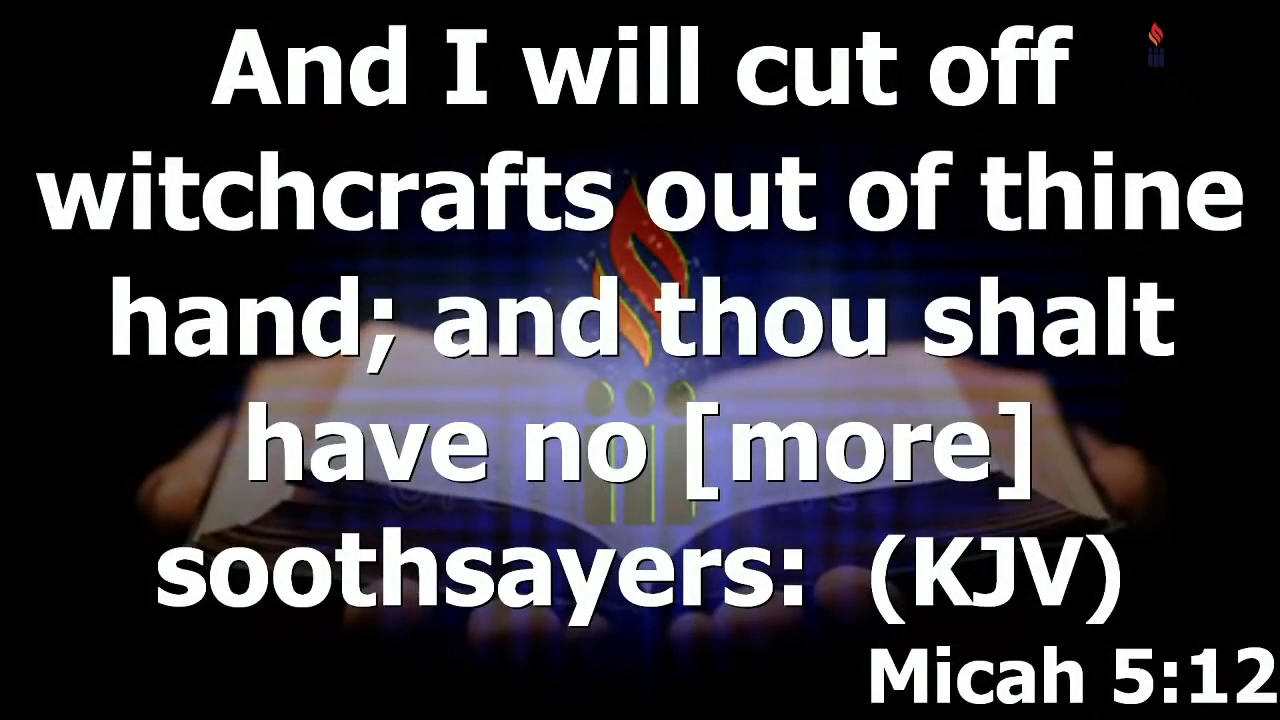 And I will cut off
witchcrafts out of thine
hand; and thou shalt
have no [more]
soothsayers:  (KJV)
Micah 5:12